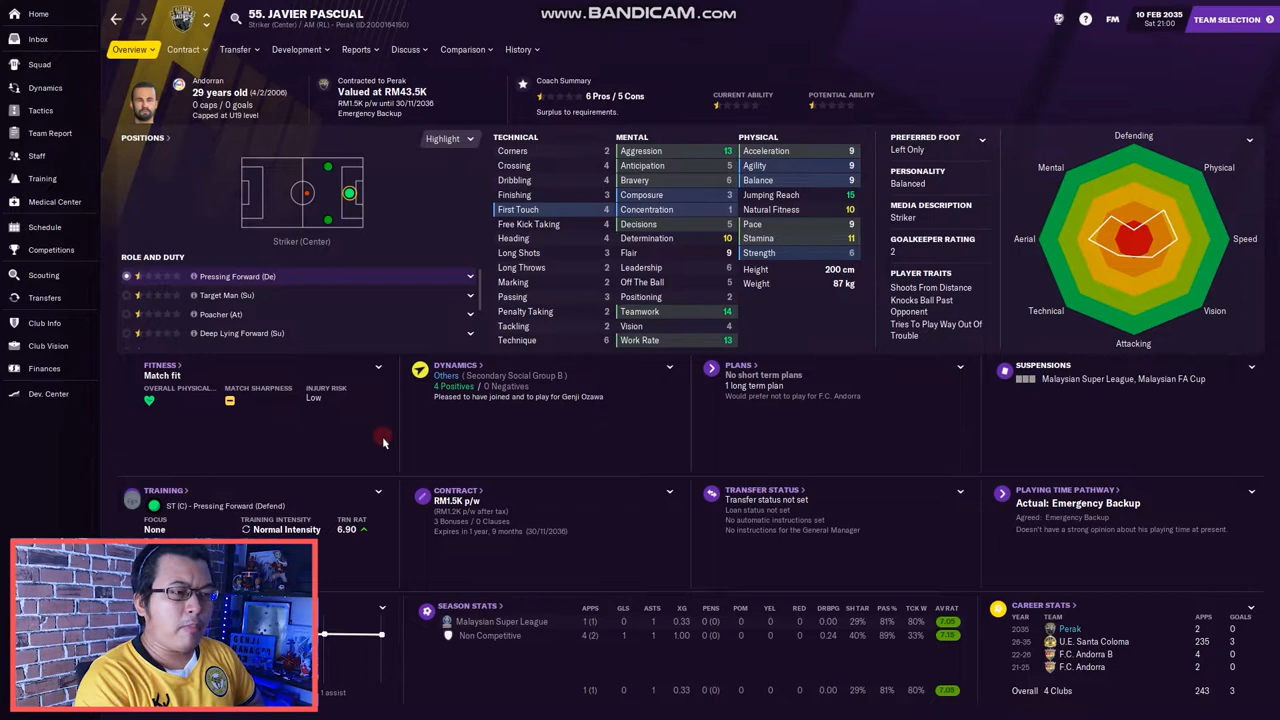 www.BANDICAM.com
Home
Inbox
Squad
Dynamics
Tactics
Team Report
Staff
Training
Medical Center
Schedule
Competitions
Scouting
Transfers
Club Info
Club Vision
Finances
Dev. Center
55. JAVIER PASCUAL
Striker (Center) / AM (RL) - Perak (ID:2000164190)
FM
10 FEB 2035
Sat 21:00
TEAM SELECTION
Overview
Contract
Transfer
Development
Reports
Discuss
Comparison
History
Andorran
29 years old (4/2/2006)
0 caps / 0 goals
Capped at U19 level
Contracted to Perak
Valued at RM43.5K
RM1.5K p/w until 30/11/2036
Emergency Backup
Coach Summary
6 Pros / 5 Cons
Surplus to requirements.
CURRENT ABILITY
POTENTIAL ABILITY
POSITIONS
Highlight
Striker (Center)
ROLE AND DUTY
Pressing Forward (De)
Target Man (Su)
Poacher (At)
Deep Lying Forward (Su)
TECHNICAL
Corners 2
Crossing 4
Dribbling 4
Finishing 3
First Touch 4
Free Kick Taking 4
Heading 4
Long Shots 3
Long Throws 2
Marking 2
Passing 3
Penalty Taking 2
Tackling 2
Technique 6
MENTAL
Aggression 13
Anticipation 5
Bravery 6
Composure 3
Concentration 1
Decisions 5
Determination 10
Flair 9
Leadership 6
Off The Ball 5
Positioning 2
Teamwork 14
Vision 4
Work Rate 13
PHYSICAL
Acceleration 9
Agility 9
Balance 9
Jumping Reach 15
Natural Fitness 10
Pace 9
Stamina 11
Strength 6
Height 200 cm
Weight 87 kg
PREFERRED FOOT
Left Only
PERSONALITY
Balanced
MEDIA DESCRIPTION
Striker
GOALKEEPER RATING
2
PLAYER TRAITS
Shoots From Distance
Knocks Ball Past
Opponent
Tries To Play Way Out Of
Trouble
Defending
Physical
Speed
Vision
Attacking
Technical
Aerial
Mental
FITNESS
Match fit
OVERALL PHYSICAL...
MATCH SHARPNESS
INJURY RISK
Low
DYNAMICS
Others ( Secondary Social Group B )
4 Positives / 0 Negatives
Pleased to have joined and to play for Genji Ozawa
PLANS
No short term plans
1 long term plan
Would prefer not to play for F.C. Andorra
SUSPENSIONS
Malaysian Super League, Malaysian FA Cup
TRAINING
ST (C) - Pressing Forward (Defend)
FOCUS
None
TRAINING INTENSITY
Normal Intensity
TRN RAT
6.90
CONTRACT
RM1.5K p/w
(RM1.2K p/w after tax)
3 Bonuses / 0 Clauses
Expires in 1 year, 9 months (30/11/2036)
TRANSFER STATUS
Transfer status not set
Loan status not set
No automatic instructions set
No instructions for the General Manager
PLAYING TIME PATHWAY
Actual: Emergency Backup
Agreed: Emergency Backup
Doesn't have a strong opinion about his playing time at present.
1 assist
SEASON STATS
APPS GLS ASTS XG PENS POM YEL RED DRBPG SH TAR PAS % TCK W AV RAT
Malaysian Super League 1 (1) 0 1 0.33 0 (0) 0 0 0 0.00 29% 81% 80% 7.05
Non Competitive 4 (2) 1 1 1.00 0 (0) 0 0 0 0.24 40% 89% 33% 7.18
1 (1) 0 1 0.33 0 (0) 0 0 0 0.00 29% 81% 80% 7.05
CAREER STATS
YEAR TEAM APPS GOALS
2035 Perak 2 0
26-35 U.E. Santa Coloma 235 3
22-26 F.C. Andorra B 4 0
21-25 F.C. Andorra 2 0
Overall 4 Clubs 243 3